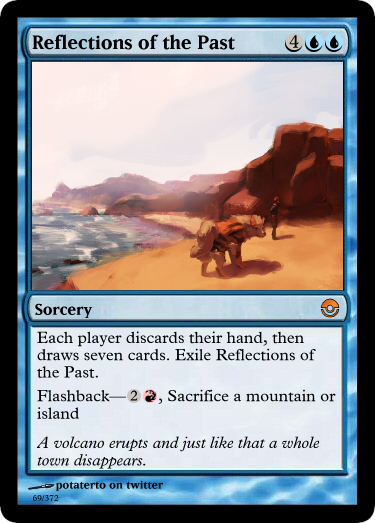 Reflections of the Past 4
Sorcery
Each player discards their hand, then
draws seven cards. Exile Reflections of
the Past.
Flashback—2, Sacrifice a mountain or
island
A volcano erupts and just like that a whole
town disappears.
potaterto on twitter
69/372